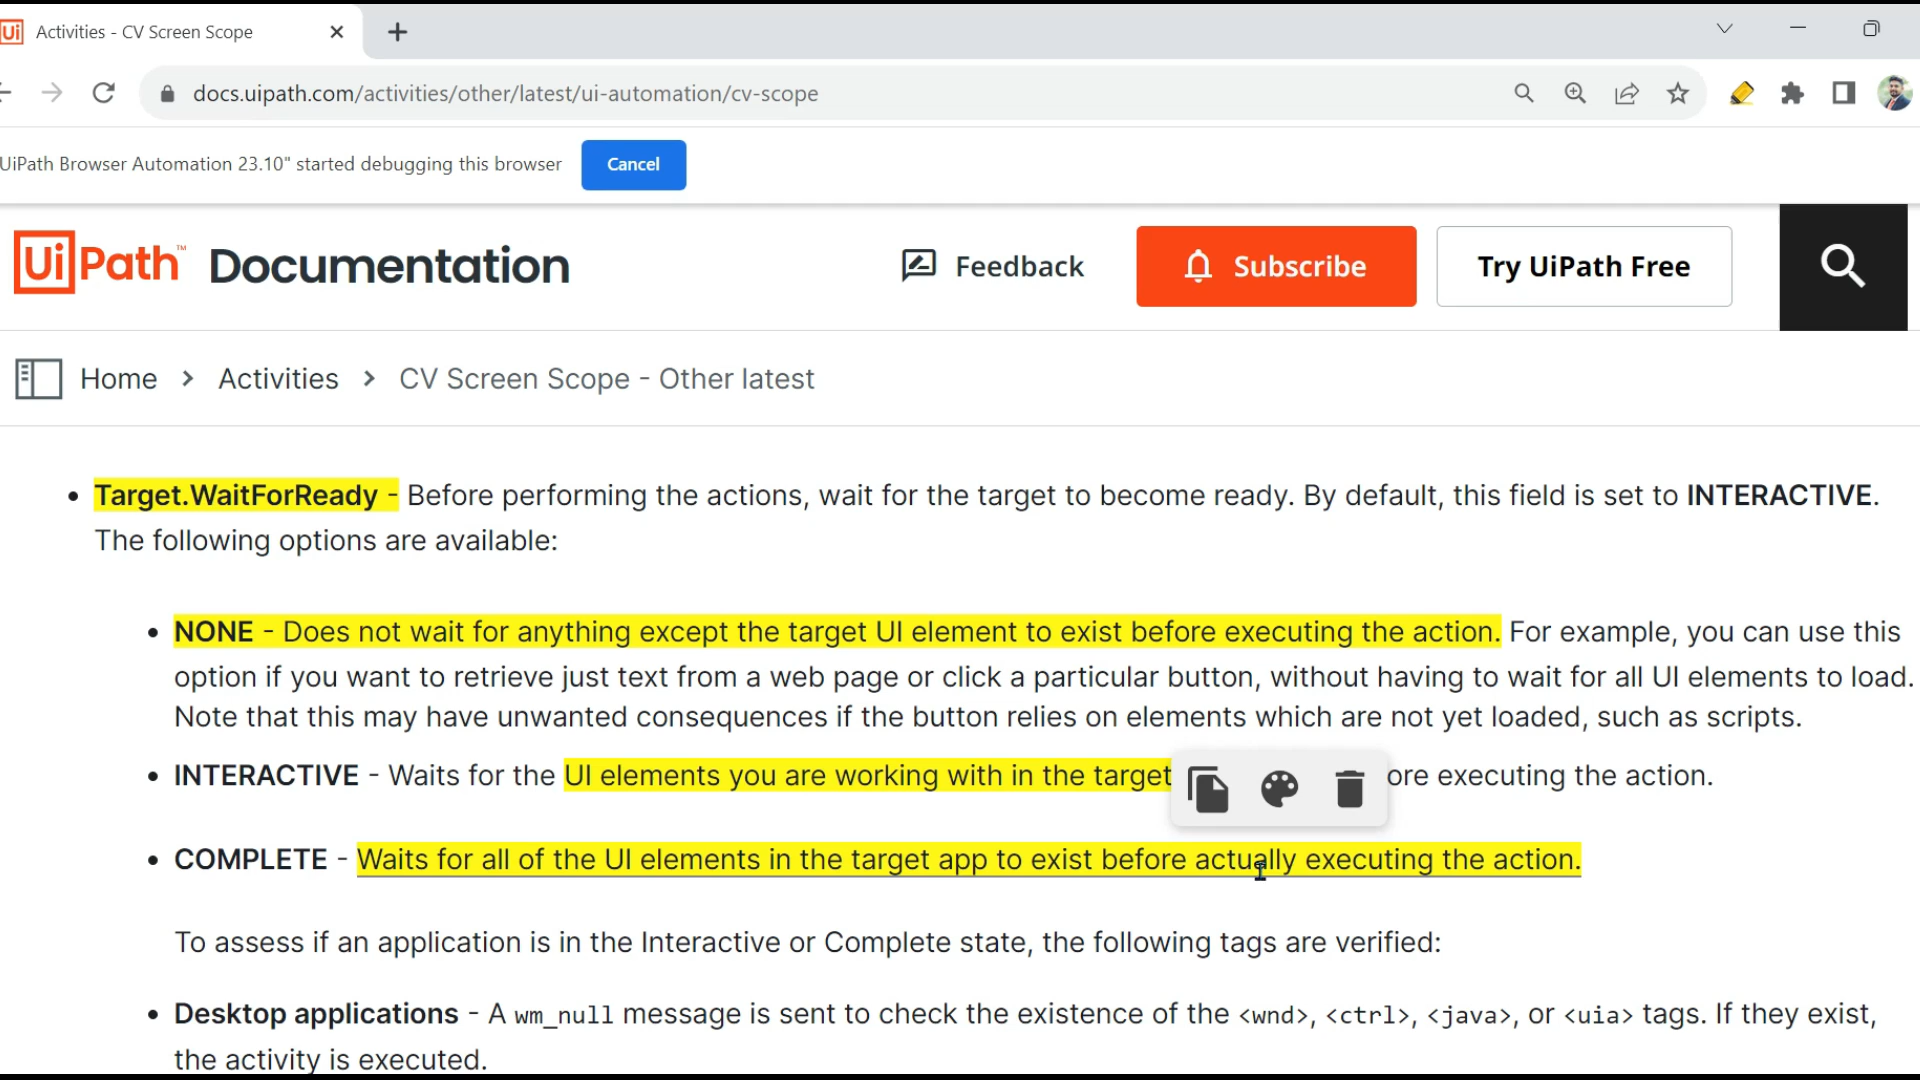 Ui Activities - CV Screen Scope
docs.uipath.com/activities/other/latest/ui-automation/cv-scope
UiPath Browser Automation 23.10" started debugging this browser Cancel
UiPath™ Documentation Feedback Subscribe Try UiPath Free
Home > Activities > CV Screen Scope - Other latest
• Target.WaitForReady - Before performing the actions, wait for the target to become ready. By default, this field is set to INTERACTIVE.
The following options are available:
• NONE - Does not wait for anything except the target UI element to exist before executing the action. For example, you can use this
option if you want to retrieve just text from a web page or click a particular button, without having to wait for all UI elements to load.
Note that this may have unwanted consequences if the button relies on elements which are not yet loaded, such as scripts.
• INTERACTIVE - Waits for the UI elements you are working with in the target ore executing the action.
• COMPLETE - Waits for all of the UI elements in the target app to exist before actually executing the action.
To assess if an application is in the Interactive or Complete state, the following tags are verified:
• Desktop applications - A wm_null message is sent to check the existence of the <wnd>, <ctrl>, <java>, or <uia> tags. If they exist,
the activity is executed.